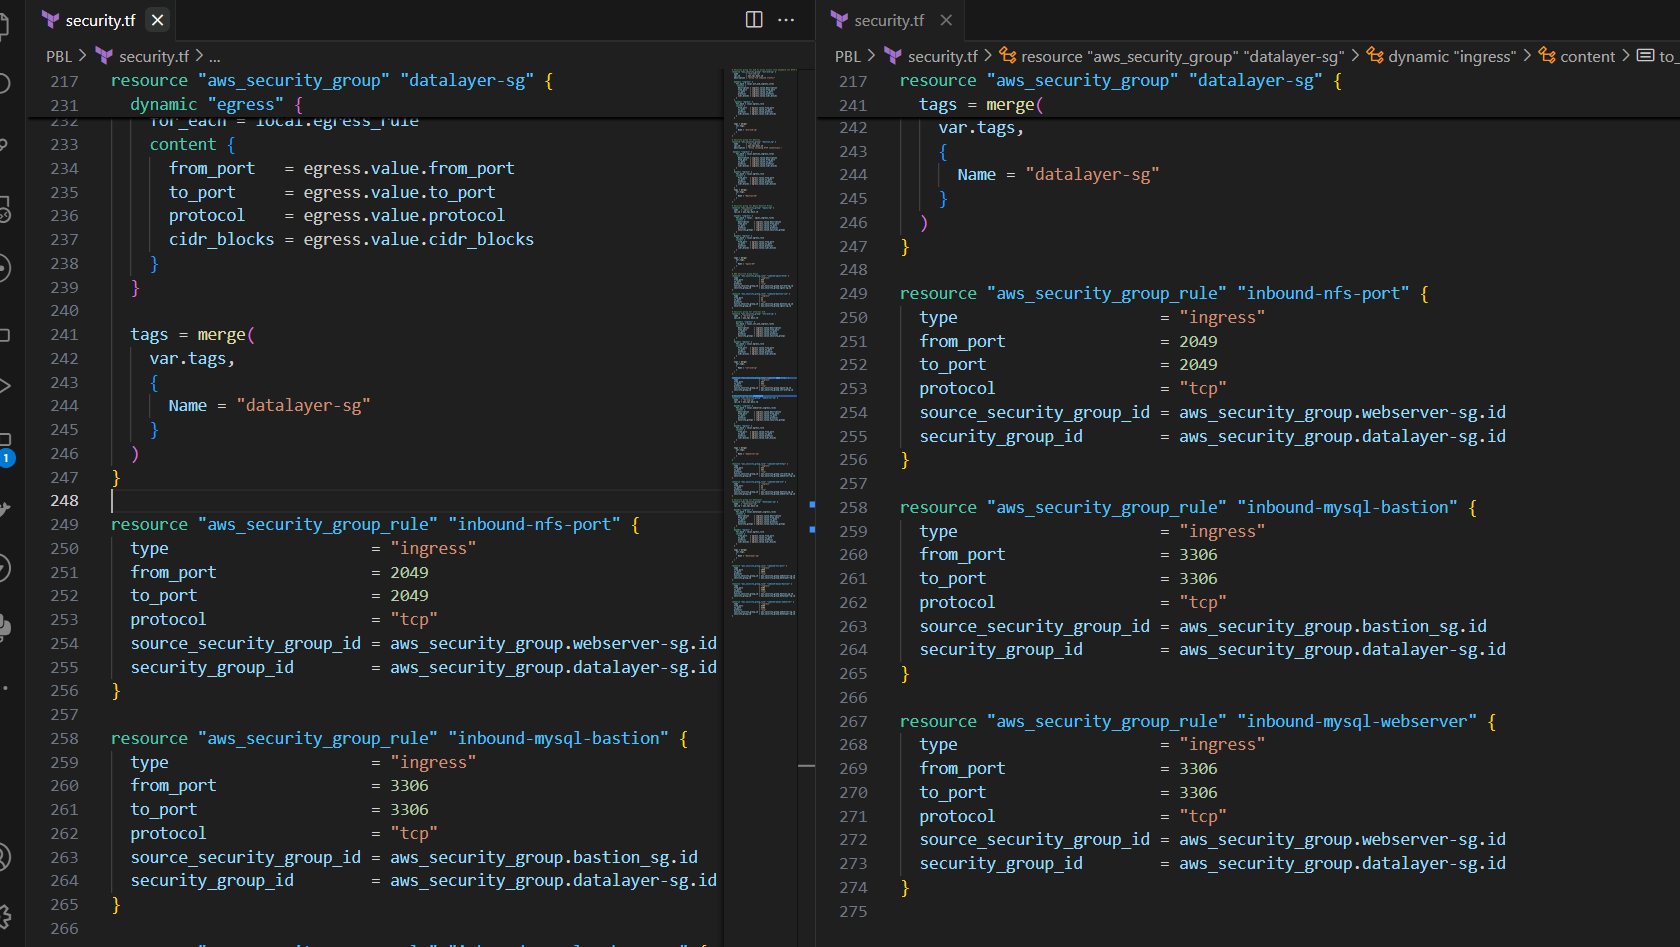 security.tf
PBL > security.tf > ...
217 resource "aws_security_group" "datalayer-sg" {
231   dynamic "egress" {
232     for_each = local.egress_rule
233     content {
234       from_port   = egress.value.from_port
235       to_port     = egress.value.to_port
236       protocol    = egress.value.protocol
237       cidr_blocks = egress.value.cidr_blocks
238     }
239   }
240
241   tags = merge(
242     var.tags,
243     {
244       Name = "datalayer-sg"
245     }
246   )
247 }
248
249 resource "aws_security_group_rule" "inbound-nfs-port" {
250   type                     = "ingress"
251   from_port                = 2049
252   to_port                  = 2049
253   protocol                 = "tcp"
254   source_security_group_id = aws_security_group.webserver-sg.id
255   security_group_id        = aws_security_group.datalayer-sg.id
256 }
257
258 resource "aws_security_group_rule" "inbound-mysql-bastion" {
259   type                     = "ingress"
260   from_port                = 3306
261   to_port                  = 3306
262   protocol                 = "tcp"
263   source_security_group_id = aws_security_group.bastion_sg.id
264   security_group_id        = aws_security_group.datalayer-sg.id
265 }
266
1
security.tf
PBL > security.tf > resource "aws_security_group" "datalayer-sg" > dynamic "ingress" > content > to_
217 resource "aws_security_group" "datalayer-sg" {
241   tags = merge(
242     var.tags,
243     {
244       Name = "datalayer-sg"
245     }
246   )
247 }
248
249 resource "aws_security_group_rule" "inbound-nfs-port" {
250   type                     = "ingress"
251   from_port                = 2049
252   to_port                  = 2049
253   protocol                 = "tcp"
254   source_security_group_id = aws_security_group.webserver-sg.id
255   security_group_id        = aws_security_group.datalayer-sg.id
256 }
257
258 resource "aws_security_group_rule" "inbound-mysql-bastion" {
259   type                     = "ingress"
260   from_port                = 3306
261   to_port                  = 3306
262   protocol                 = "tcp"
263   source_security_group_id = aws_security_group.bastion_sg.id
264   security_group_id        = aws_security_group.datalayer-sg.id
265 }
266
267 resource "aws_security_group_rule" "inbound-mysql-webserver" {
268   type                     = "ingress"
269   from_port                = 3306
270   to_port                  = 3306
271   protocol                 = "tcp"
272   source_security_group_id = aws_security_group.webserver-sg.id
273   security_group_id        = aws_security_group.datalayer-sg.id
274 }
275